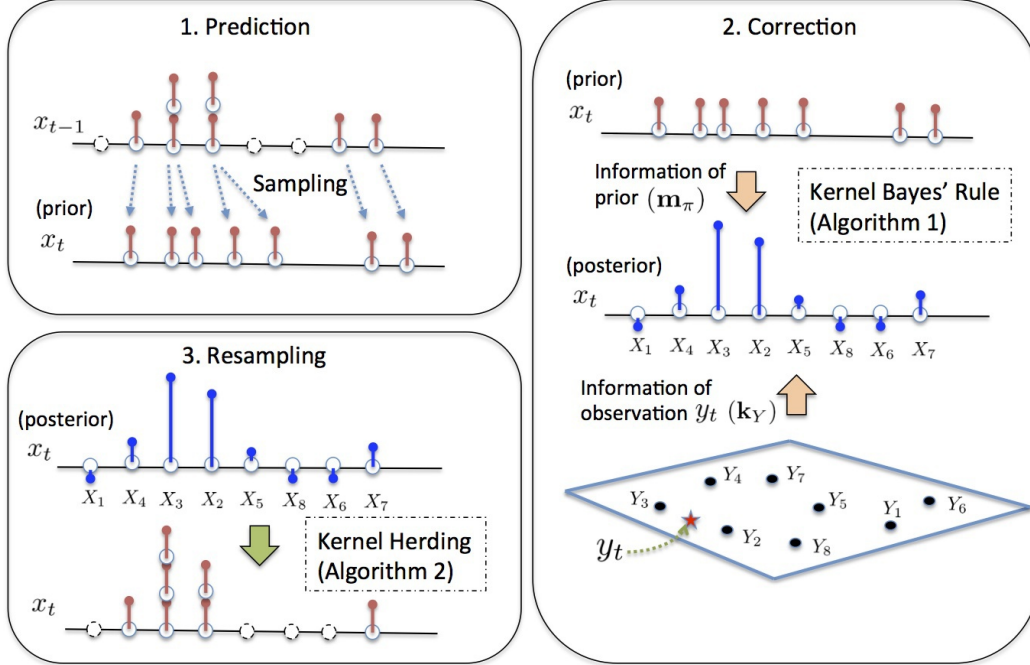 1. Prediction
x_{t-1}
Sampling
(prior)
x_t
2. Correction
(prior)
x_t
Information of
prior (m_π)
Kernel Bayes' Rule
(Algorithm 1)
(posterior)
x_t
X_1 X_4 X_3 X_2 X_5 X_8 X_6 X_7
Information of
observation y_t (k_Y)
Y_4 Y_7
Y_3 Y_5 Y_1 Y_6
Y_2 Y_8
y_t
3. Resampling
(posterior)
x_t
X_1 X_4 X_3 X_2 X_5 X_8 X_6 X_7
Kernel Herding
(Algorithm 2)
x_t